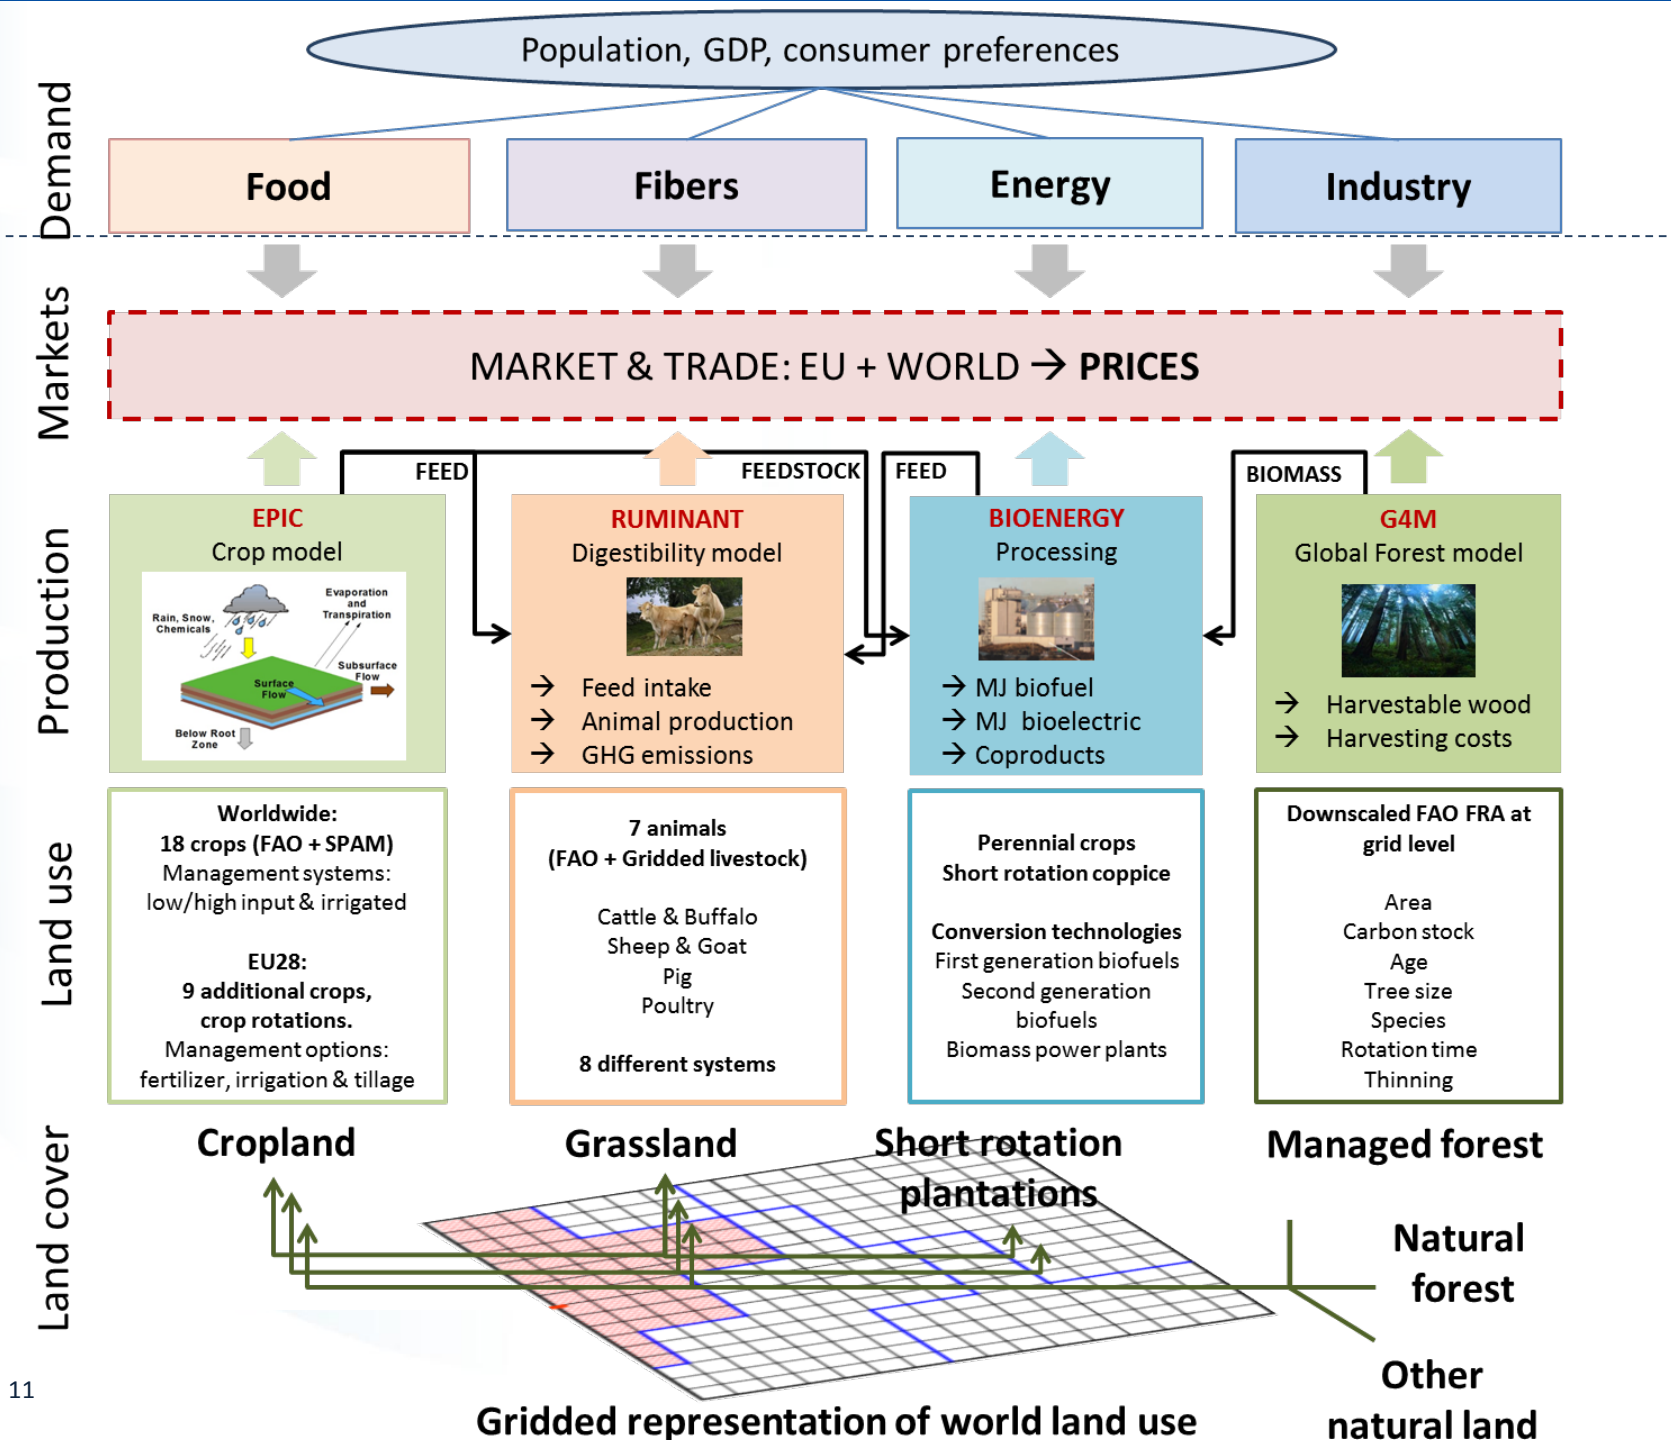 Population, GDP, consumer preferences
Demand
Food
Fibers
Energy
Industry
Markets
MARKET & TRADE: EU + WORLD → PRICES
FEED
FEEDSTOCK
FEED
BIOMASS
Production
EPIC
Crop model
Rain, Snow,
Chemicals
Evaporation
and
Transpiration
Subsurface
Flow
Surface
Flow
Below Root
Zone
RUMINANT
Digestibility model
→ Feed intake
→ Animal production
→ GHG emissions
BIOENERGY
Processing
→ MJ biofuel
→ MJ bioelectric
→ Coproducts
G4M
Global Forest model
→ Harvestable wood
→ Harvesting costs
Land use
Worldwide:
18 crops (FAO + SPAM)
Management systems:
low/high input & irrigated
EU28:
9 additional crops,
crop rotations.
Management options:
fertilizer, irrigation & tillage
7 animals
(FAO + Gridded livestock)
Cattle & Buffalo
Sheep & Goat
Pig
Poultry
8 different systems
Perennial crops
Short rotation coppice
Conversion technologies
First generation biofuels
Second generation
biofuels
Biomass power plants
Downscaled FAO FRA at
grid level
Area
Carbon stock
Age
Tree size
Species
Rotation time
Thinning
Land cover
Cropland
Grassland
Short rotation
plantations
Managed forest
Natural
forest
Other
natural land
Gridded representation of world land use
11